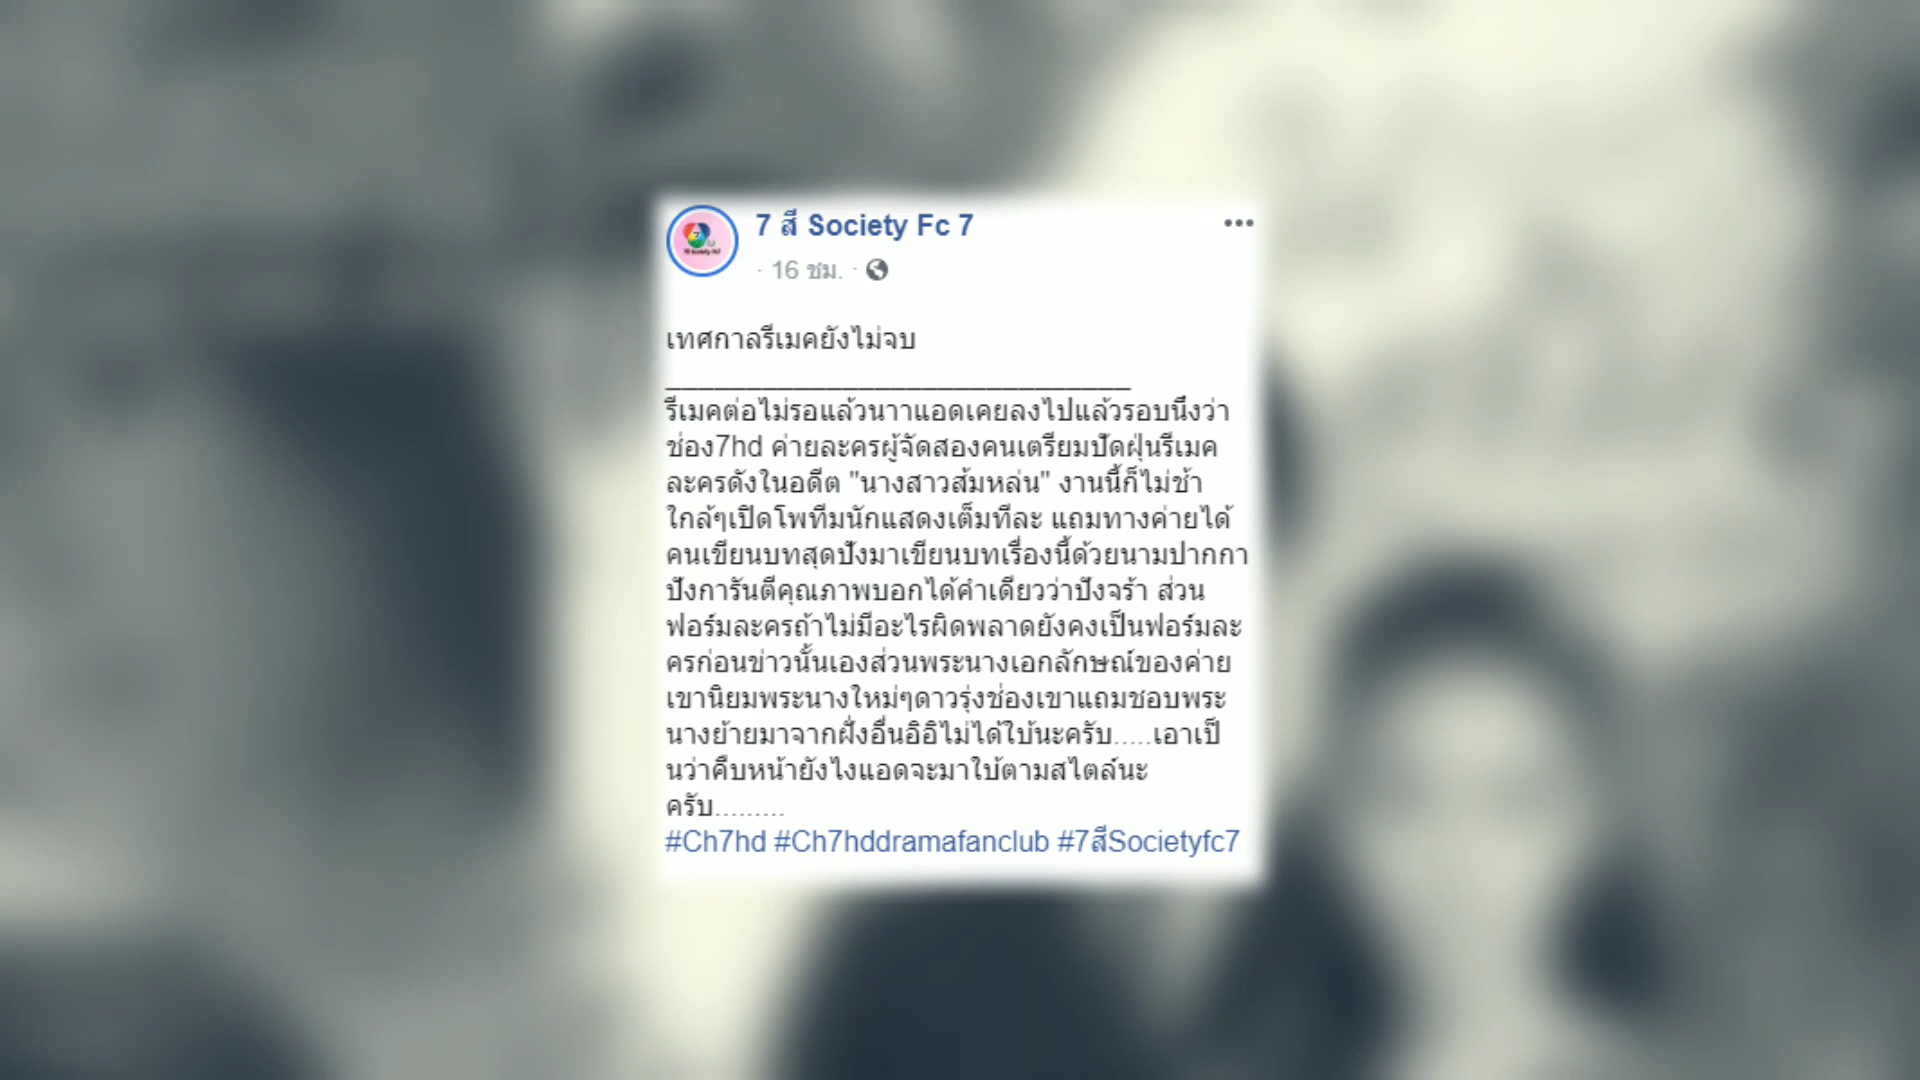 7 สี Society Fc 7
· 16 ชม. ·
เทศกาลรีเมคยังไม่จบ
_______________________________
รีเมคต่อไม่รอแล้วนาาแอดเคยลงไปแล้วรอบนึงว่า
ช่อง7hd ค่ายละครผู้จัดสองคนเตรียมปัดฝุ่นรีเมค
ละครดังในอดีต "นางสาวส้มหล่น" งานนี้ก็ไม่ช้า
ใกล้ๆเปิดโพทีมนักแสดงเต็มทีละ แถมทางค่ายได้
คนเขียนบทสุดปังมาเขียนบทเรื่องนี้ด้วยนามปากกา
ปังการันตีคุณภาพบอกได้คำเดียวว่าปังจร้า ส่วน
ฟอร์มละครถ้าไม่มีอะไรผิดพลาดยังคงเป็นฟอร์มละ
ครก่อนข่าวนั้นเองส่วนพระนางเอกลักษณ์ของค่าย
เขานิยมพระนางใหม่ๆดาวรุ่งช่องเขาแถมชอบพระ
นางย้ายมาจากฝั่งอื่นอิอิไม่ได้ใบ้นะครับ.....เอาเป็
นว่าคืบหน้ายังไงแอดจะมาใบ้ตามสไตล์นะ
ครับ.........
#Ch7hd #Ch7hddramafanclub #7สีSocietyfc7